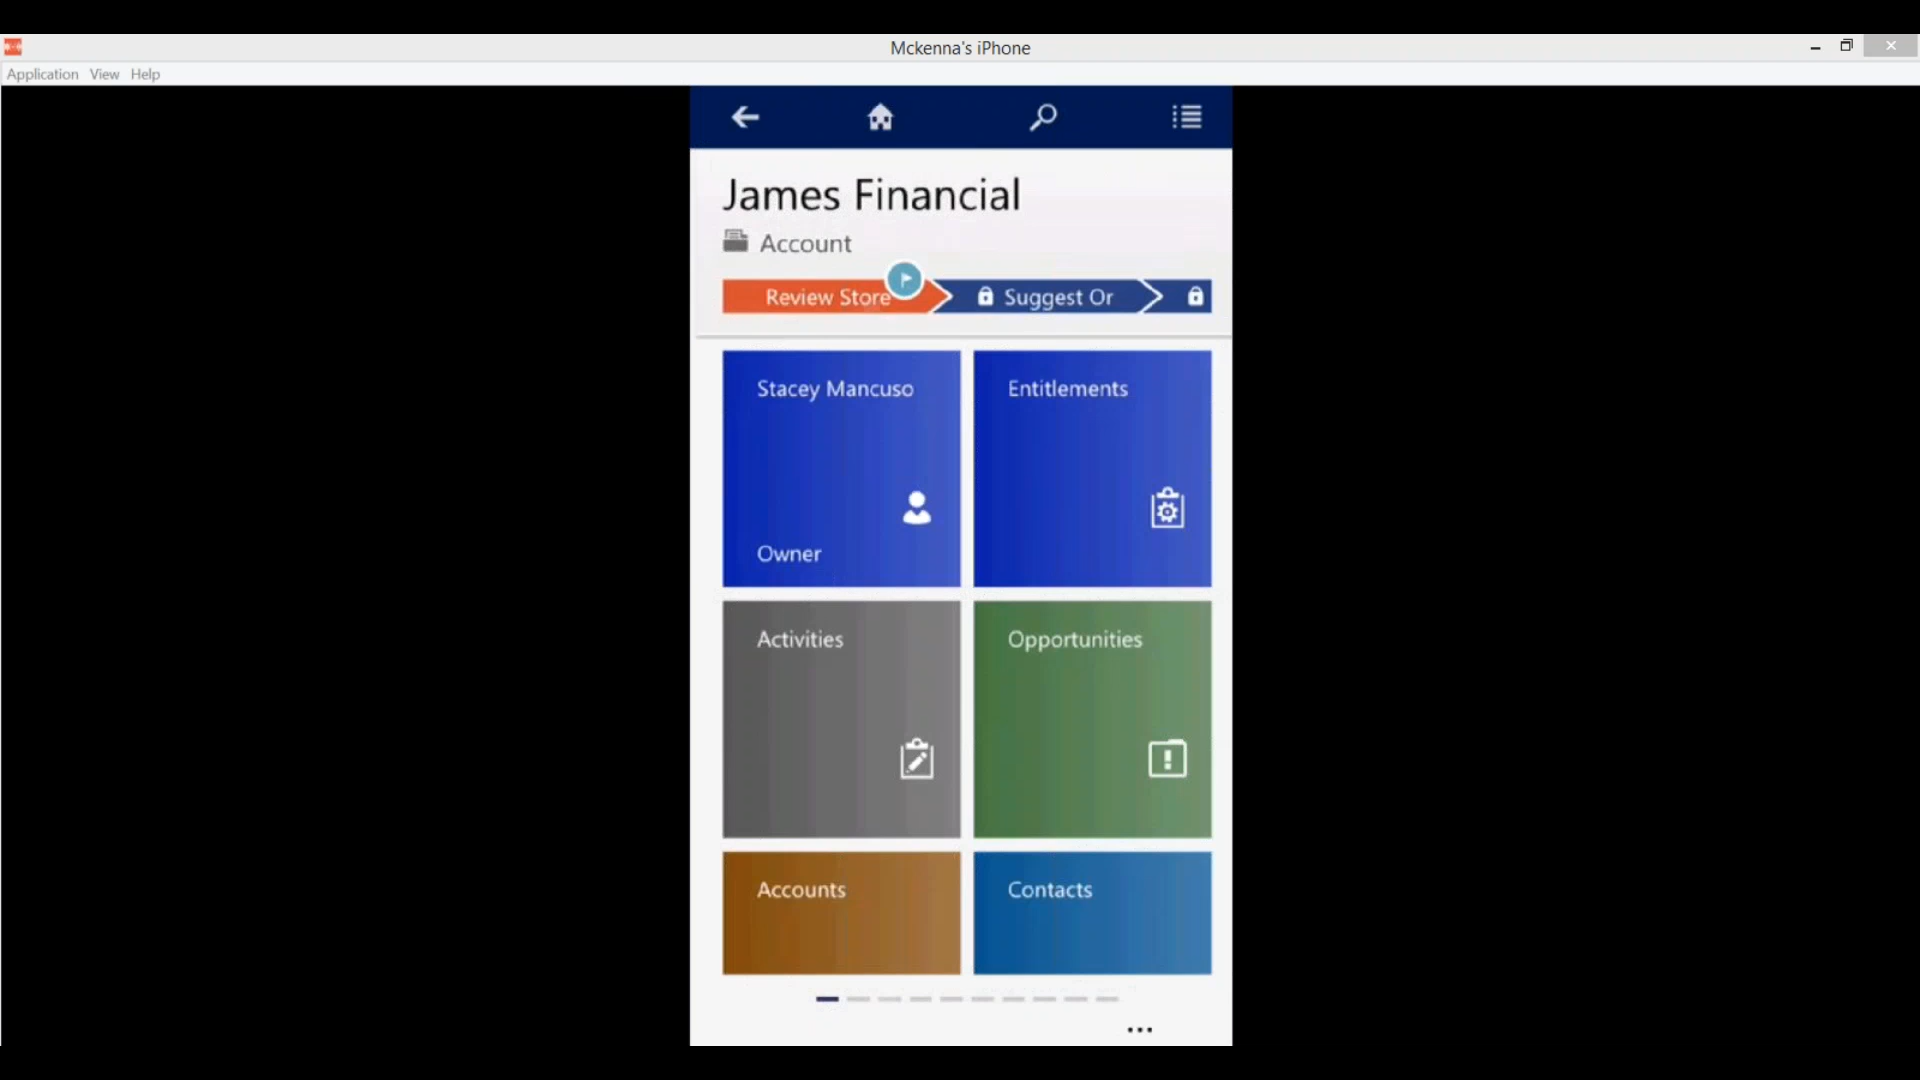 Mckenna's iPhone
Application View Help
James Financial
Account
Review Store Suggest Or
Stacey Mancuso
Owner
Entitlements
Activities
Opportunities
Accounts
Contacts